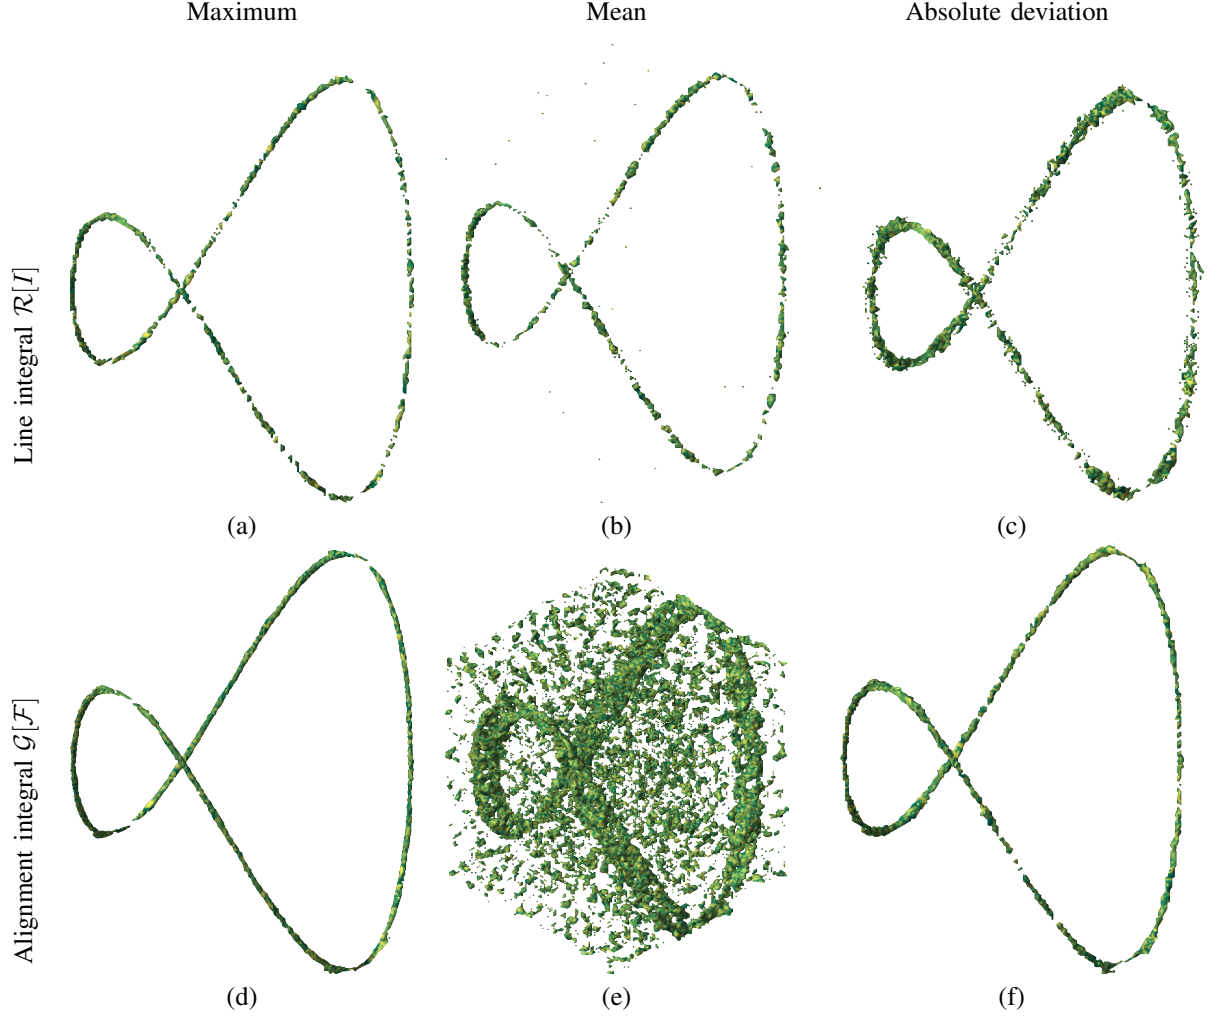 Maximum
Mean
Absolute deviation
Line integral ℛ[I]
(a)
(b)
(c)
Alignment integral 𝒢[ℱ]
(d)
(e)
(f)